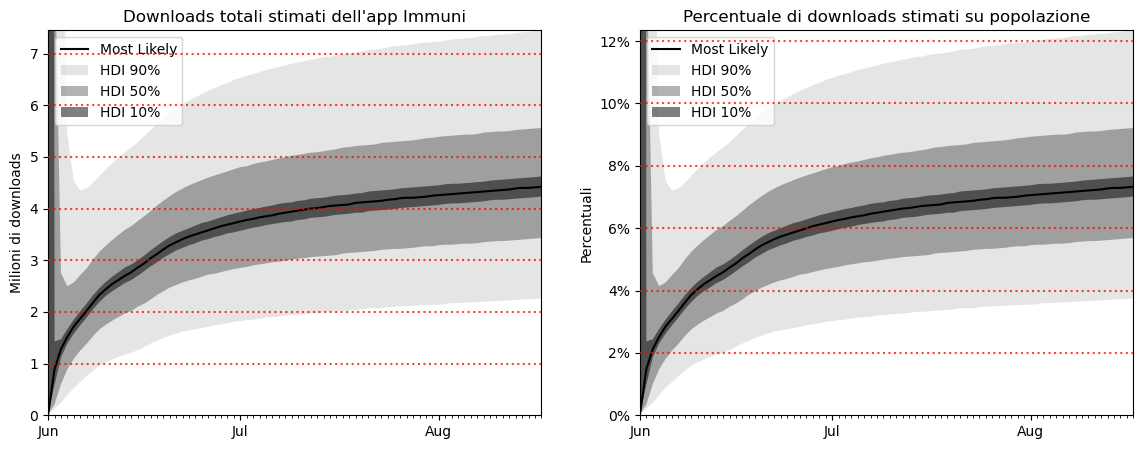 Downloads totali stimati dell'app Immuni
Milioni di downloads
7
6
5
4
3
2
1
0
Most Likely
HDI 90%
HDI 50%
HDI 10%
Jun
Jul
Aug
Percentuale di downloads stimati su popolazione
Percentuali
12%
10%
8%
6%
4%
2%
0%
Most Likely
HDI 90%
HDI 50%
HDI 10%
Jun
Jul
Aug